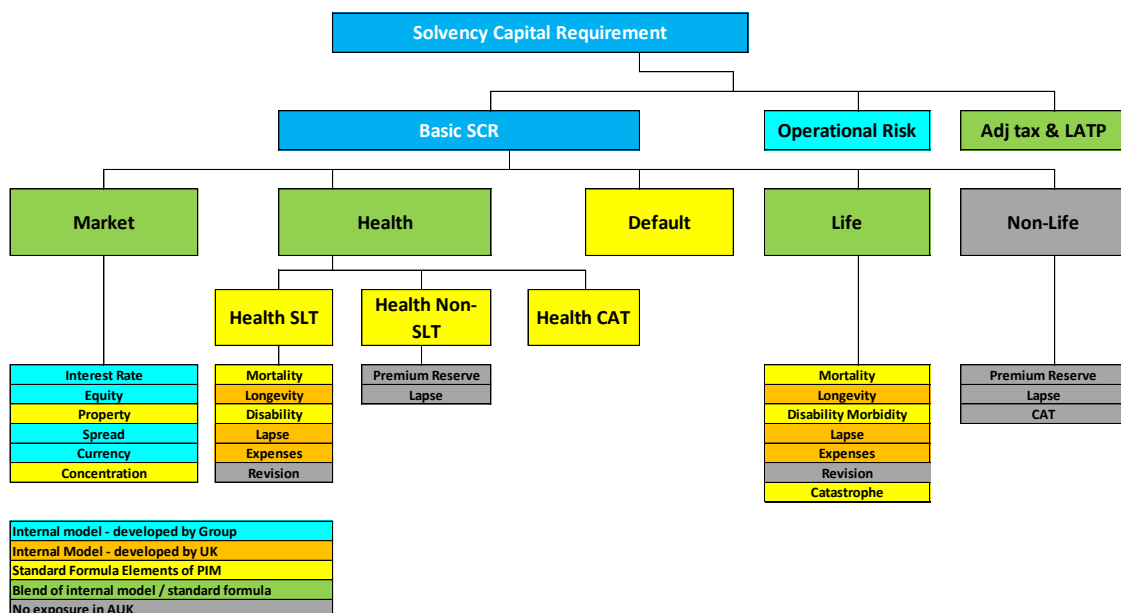 Solvency Capital Requirement
Basic SCR
Operational Risk
Adj tax & LATP
Market
Health
Default
Life
Non-Life
Health SLT
Health Non-
SLT
Health CAT
Interest Rate
Equity
Property
Spread
Currency
Concentration
Mortality
Longevity
Disability
Lapse
Expenses
Revision
Premium Reserve
Lapse
Mortality
Longevity
Disability Morbidity
Lapse
Expenses
Revision
Catastrophe
Premium Reserve
Lapse
CAT
Internal model - developed by Group
Internal Model - developed by UK
Standard Formula Elements of PIM
Blend of internal model / standard formula
No exposure in AUK